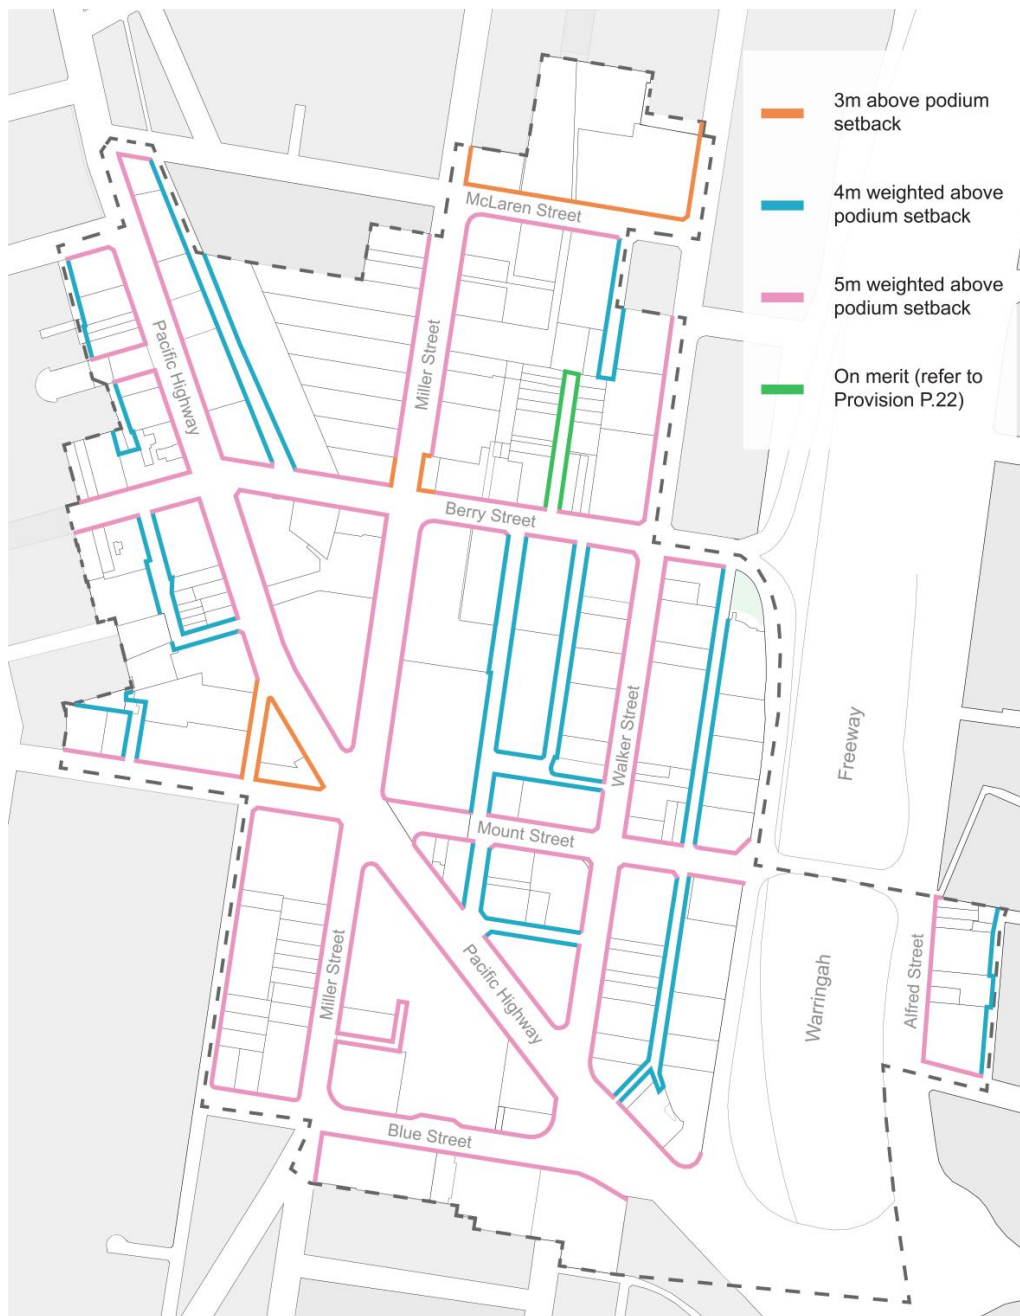 3m above podium
setback
4m weighted above
podium setback
5m weighted above
podium setback
On merit (refer to
Provision P.22)
McLaren Street
Pacific Highway
Miller Street
Berry Street
Walker Street
Freeway
Mount Street
Pacific Highway
Miller Street
Alfred Street
Warringah
Blue Street